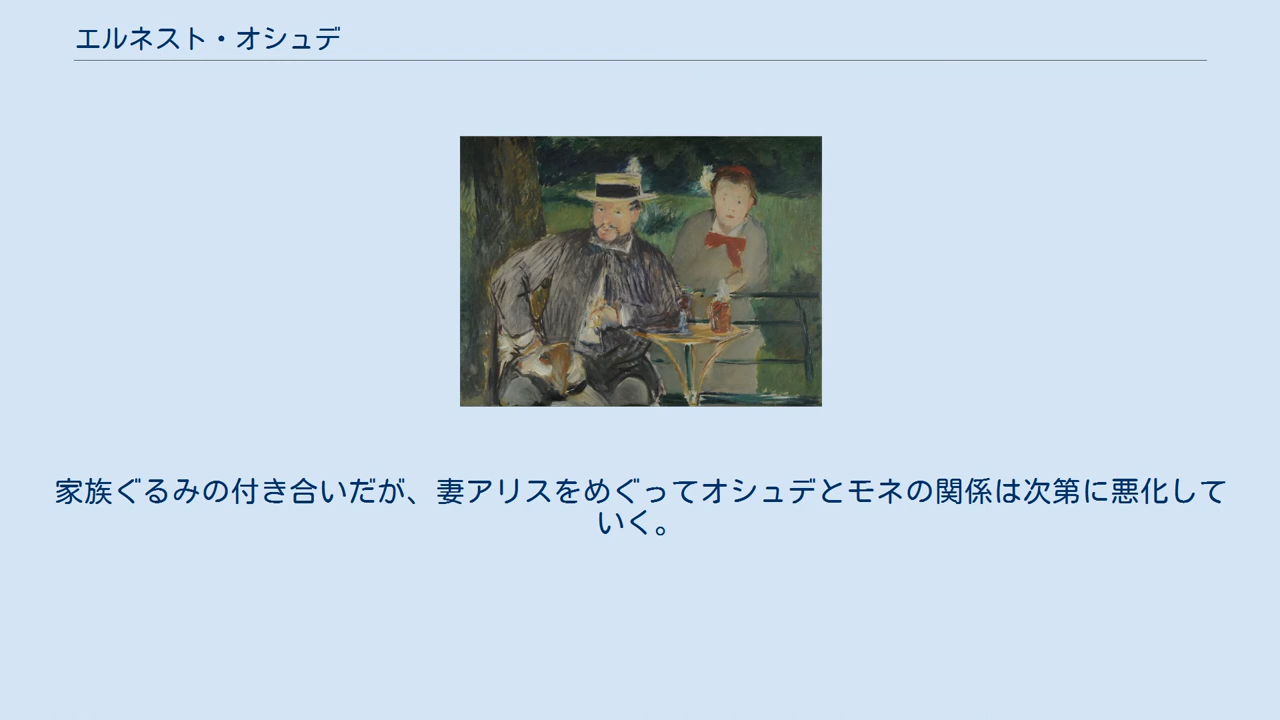 エルネスト・オシュデ
家族ぐるみの付き合いだが、妻アリスをめぐってオシュデとモネの関係は次第に悪化して
いく。